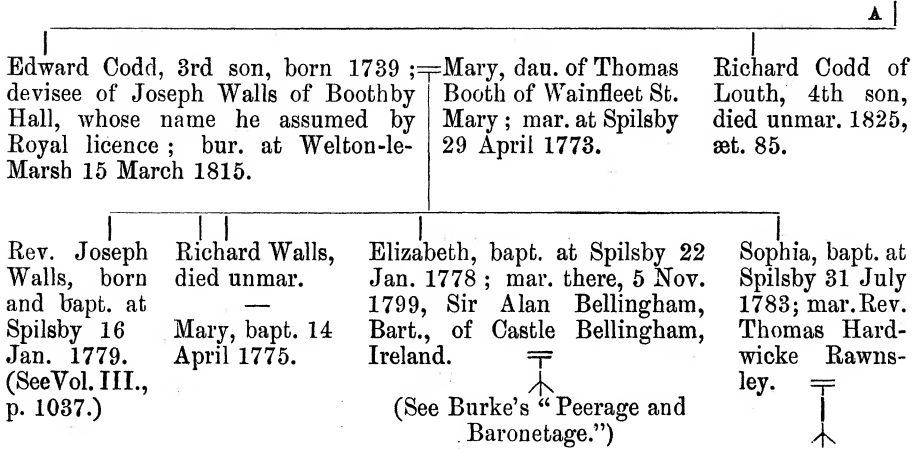 A
Edward Codd, 3rd son, born 1739 ;
devisee of Joseph Walls of Boothby
Hall, whose name he assumed by
Royal licence ; bur. at Welton-le-
Marsh 15 March 1815.
Mary, dau. of Thomas
Booth of Wainfleet St.
Mary ; mar. at Spilsby
29 April 1773.
Richard Codd of
Louth, 4th son,
died unmar. 1825,
æt. 85.
Rev. Joseph
Walls, born
and bapt. at
Spilsby 16
Jan. 1779.
(See Vol. III.,
p. 1037.)
Richard Walls,
died unmar.
—
Mary, bapt. 14
April 1775.
Elizabeth, bapt. at Spilsby 22
Jan. 1778 ; mar. there, 5 Nov.
1799, Sir Alan Bellingham,
Bart., of Castle Bellingham,
Ireland.
(See Burke's “ Peerage and
Baronetage.”)
Sophia, bapt. at
Spilsby 31 July
1783; mar. Rev.
Thomas Hard-
wicke Rawns-
ley.